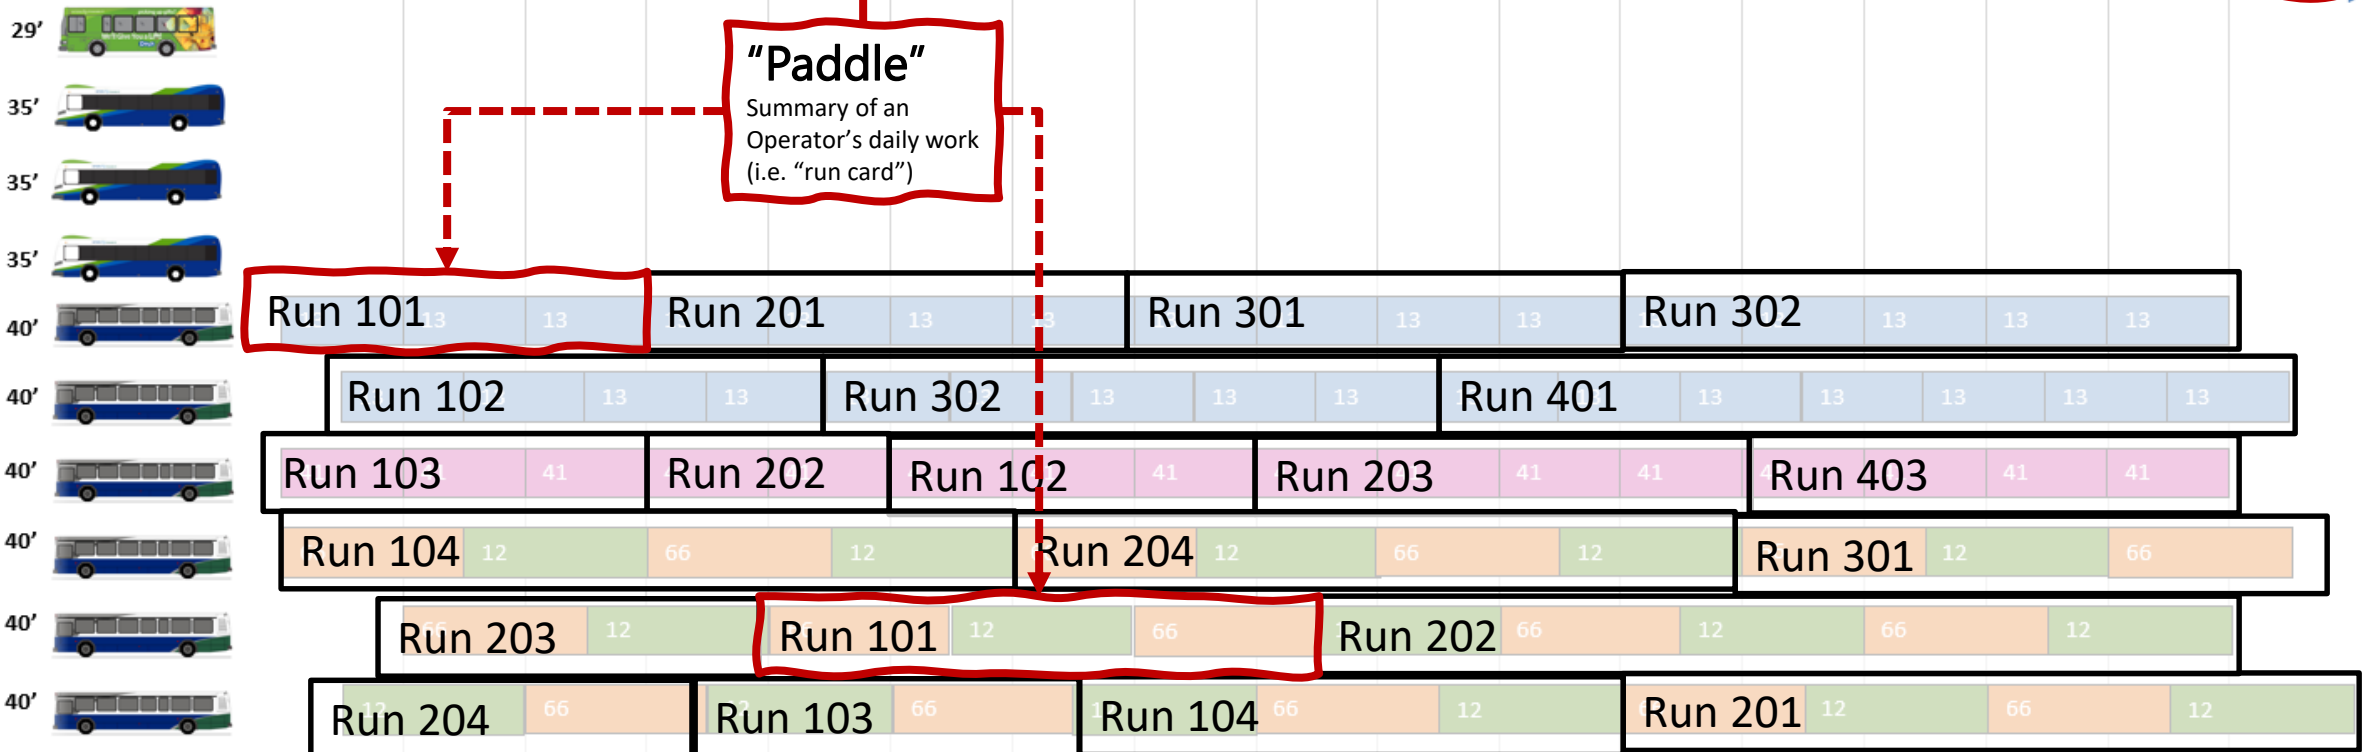 29’
“Paddle”
Summary of an
Operator’s daily work
(i.e. “run card”)
35’
35’
35’
40’
Run 101 13 13 Run 201 13 13 Run 301 13 13 Run 302 13 13 13
40’
Run 102 13 13 Run 302 13 13 13 Run 401 13 13 13 13 13
40’
Run 103 41 Run 202 Run 102 41 Run 203 41 41 Run 403 41 41
40’
Run 104 12 66 12 Run 204 12 66 12 66 Run 301 12 66
40’
Run 203 12 Run 101 12 66 Run 202 66 12 66 12
40’
Run 204 66 Run 103 66 Run 104 66 12 Run 201 12 66 12